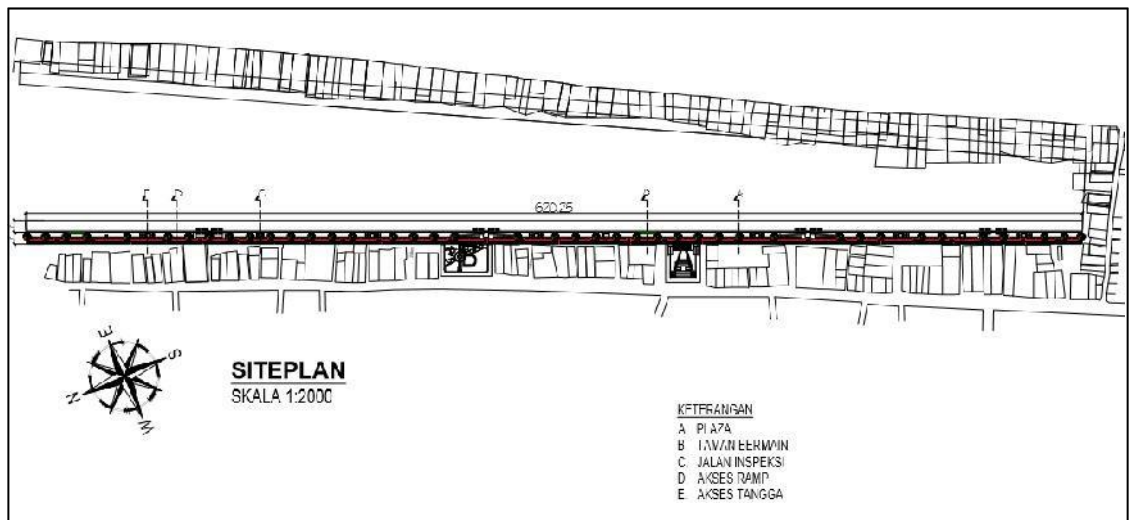 620.25
E
S
N
W
SITEPLAN
SKALA 1:2000
KETERANGAN
A PLAZA
B TAMAN BERMAIN
C. JALAN INSPEKSI
D AKSES RAMP
E. AKSES TANGGA